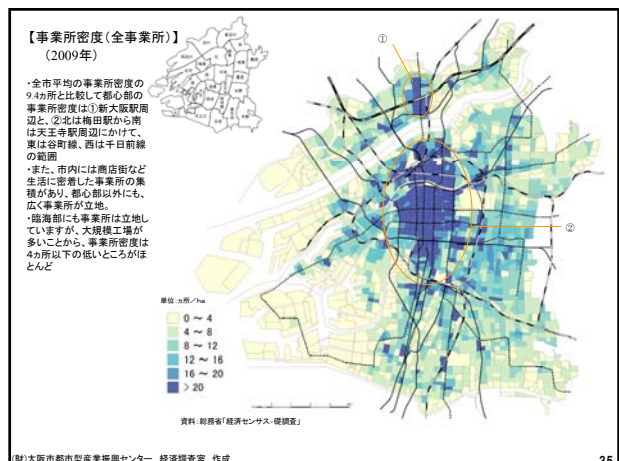 【事業所密度(全事業所)】
(2009年)
・全市平均の事業所密度の
9.4ヵ所と比較して都心部の
事業所密度は①新大阪駅周
辺と、②北は梅田駅から南
は天王寺駅周辺にかけて、
東は谷町線、西は千日前線
の範囲
・また、市内には商店街など
生活に密着した事業所の集
積があり、都心部以外にも、
広く事業所が立地。
・臨海部にも事業所は立地し
ていますが、大規模工場が
多いことから、事業所密度は
4ヵ所以下の低いところがほ
とんど
①
②
単位:ヵ所/ha
0 ～ 4
4 ～ 8
8 ～ 12
12 ～ 16
16 ～ 20
> 20
資料:総務省「経済センサス-礎調査」
(財)大阪市都市型産業振興センター 経済調査室 作成
35